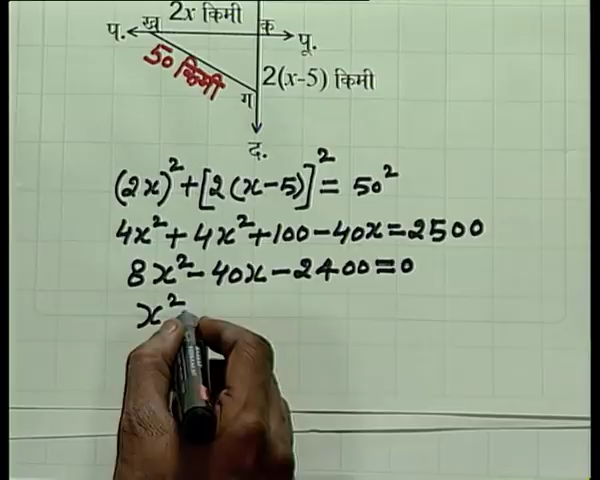 2x किमी
ख
क
प.
पू.
50 किमी
2(x-5) किमी
ग
द.
(2x)² + [2(x-5)]² = 50²
4x² + 4x² + 100 - 40x = 2500
8x² - 40x - 2400 = 0
x²